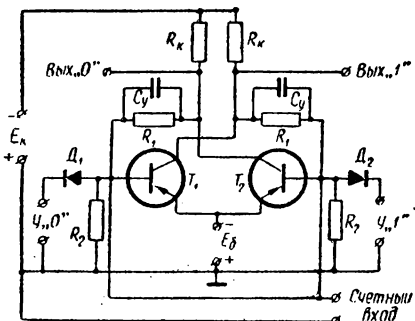 Rк Rк
Вых„0" Вых„1"
Cу Cу
R₁ R₁
−
Eк
+
Д₁ Д₂
T₁ T₂
У„0" У„1"
R₂ R₂
−
Eб
+
Счетный
вход